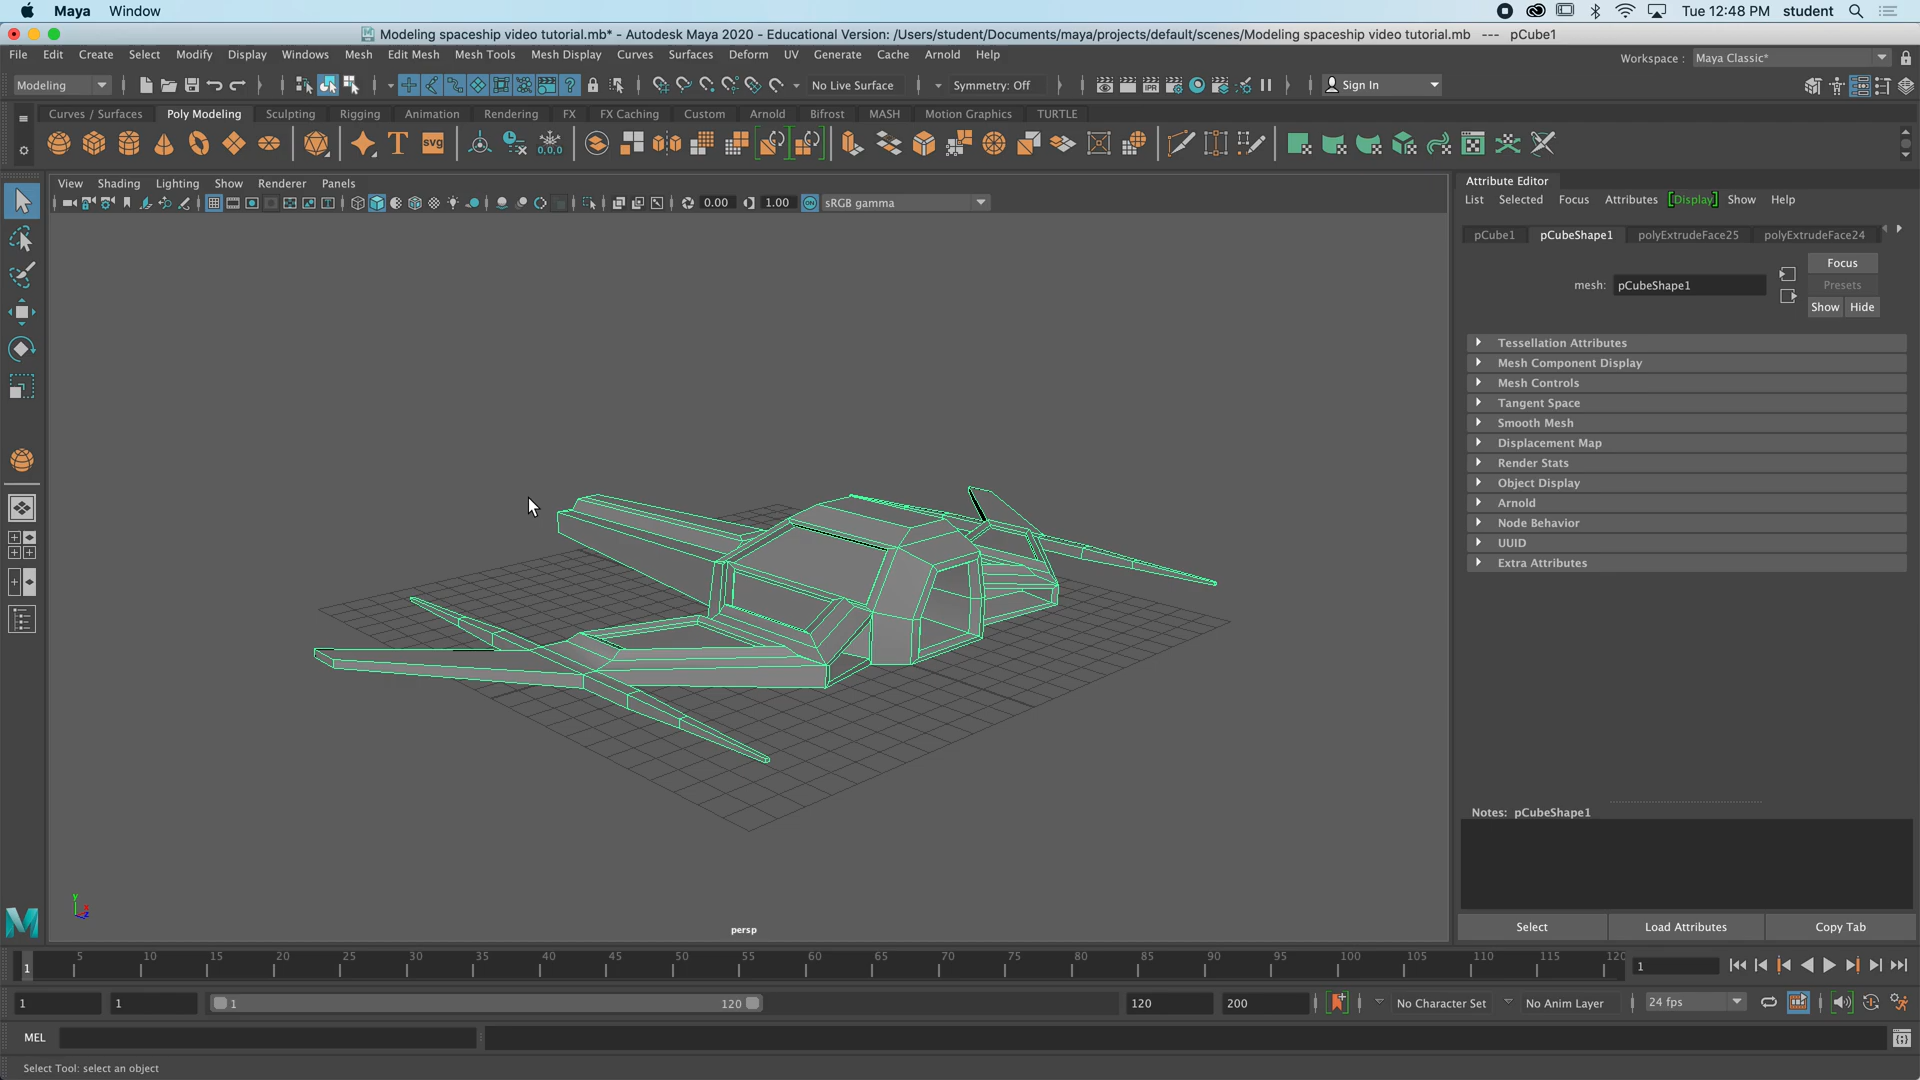 Maya Window Tue 12:48 PM student
Modeling spaceship video tutorial.mb* - Autodesk Maya 2020 - Educational Version: /Users/student/Documents/maya/projects/default/scenes/Modeling spaceship video tutorial.mb --- pCube1
File Edit Create Select Modify Display Windows Mesh Edit Mesh Mesh Tools Mesh Display Curves Surfaces Deform UV Generate Cache Arnold Help Workspace : Maya Classic*
Modeling No Live Surface Symmetry: Off Sign In
Curves / Surfaces Poly Modeling Sculpting Rigging Animation Rendering FX FX Caching Custom Arnold Bifrost MASH Motion Graphics TURTLE
T SVG 0,0,0
View Shading Lighting Show Renderer Panels
0.00 1.00 ON sRGB gamma
Attribute Editor
List Selected Focus Attributes [Display] Show Help
pCube1 pCubeShape1 polyExtrudeFace25 polyExtrudeFace24
Focus
mesh: pCubeShape1
Presets
Show Hide
Tessellation Attributes
Mesh Component Display
Mesh Controls
Tangent Space
Smooth Mesh
Displacement Map
Render Stats
Object Display
Arnold
Node Behavior
UUID
Extra Attributes
Notes: pCubeShape1
Select Load Attributes Copy Tab
persp
1 5 10 15 20 25 30 35 40 45 50 55 60 65 70 75 80 85 90 95 100 105 110 115 120 1
1 1 1 120 120 200 No Character Set No Anim Layer 24 fps
MEL
Select Tool: select an object